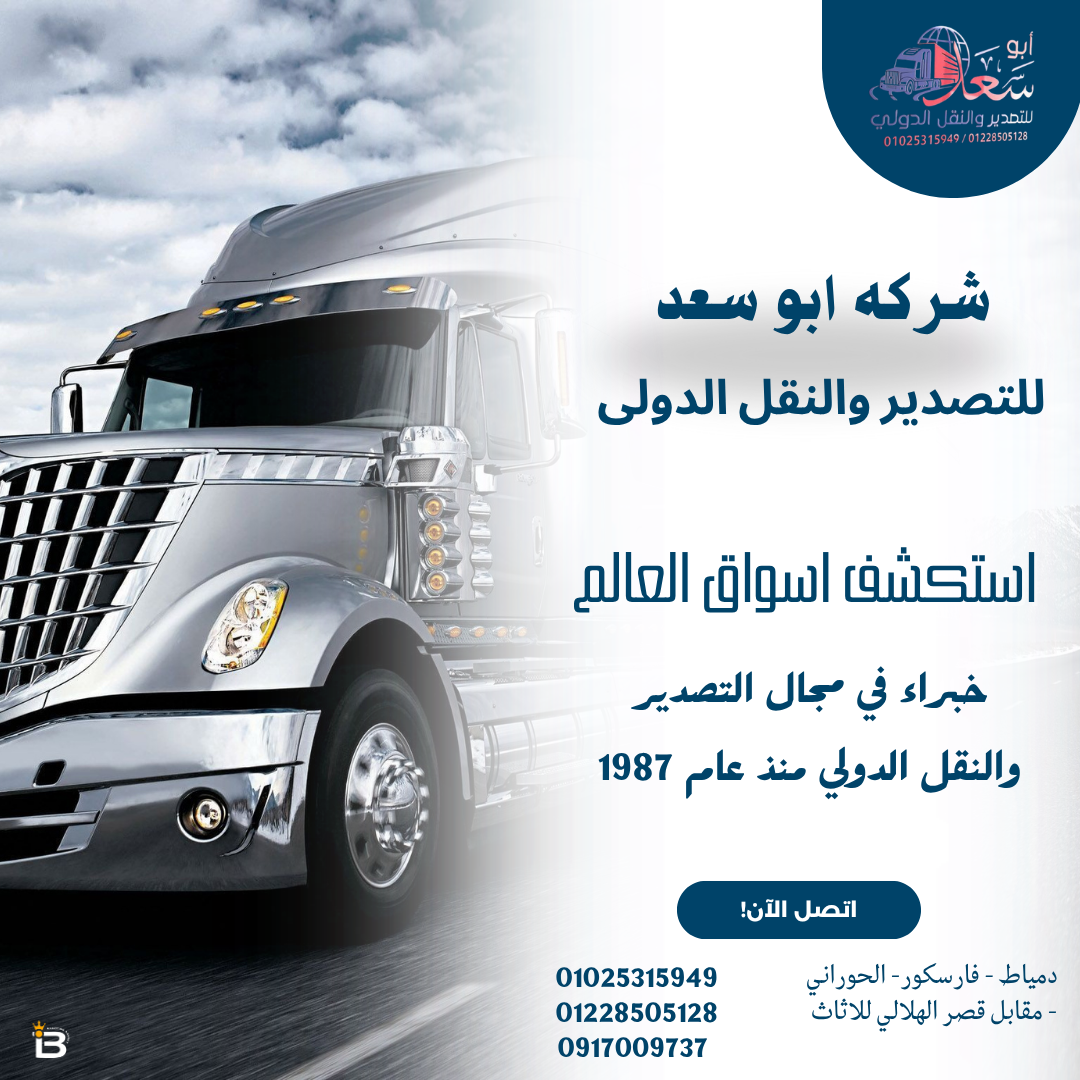 أبو
سعد
للتصدير والنقل الدولي
01025315949 / 01228505128
شركه ابو سعد
للتصدير والنقل الدولى
استكشف اسواق العالم
خبراء في مجال التصدير
والنقل الدولي منذ عام 1987
اتصل الآن!
دمياط - فارسكور- الحوراني
- مقابل قصر الهلالي للاثاث
01025315949
01228505128
0917009737
B